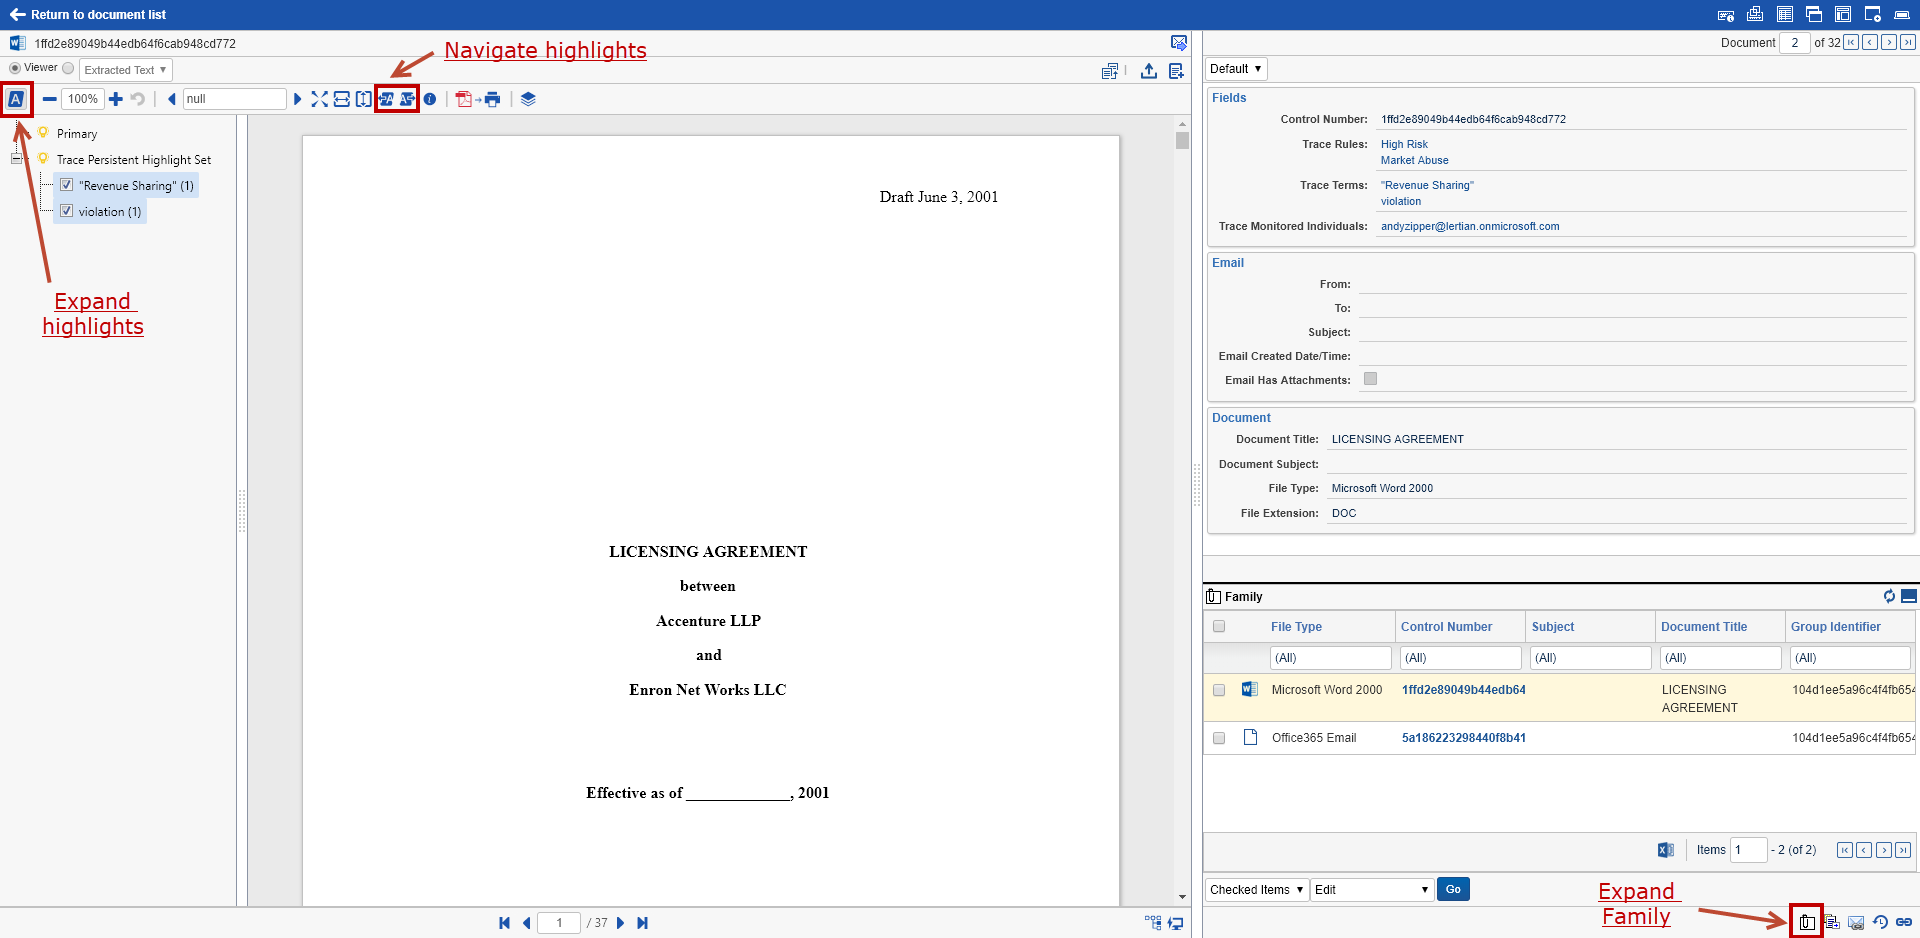 Return to document list
1ffd2e89049b44edb64f6cab948cd772
Navigate highlights
Document 2 of 32
Viewer Extracted Text
Default
A 100% null
Primary
Trace Persistent Highlight Set
"Revenue Sharing" (1)
violation (1)
Expand
highlights
Draft June 3, 2001
LICENSING AGREEMENT
between
Accenture LLP
and
Enron Net Works LLC
Effective as of _____________, 2001
1 / 37
Fields
Control Number: 1ffd2e89049b44edb64f6cab948cd772
Trace Rules: High Risk
Market Abuse
Trace Terms: "Revenue Sharing"
violation
Trace Monitored Individuals: andyzipper@lertian.onmicrosoft.com
Email
From:
To:
Subject:
Email Created Date/Time:
Email Has Attachments:
Document
Document Title: LICENSING AGREEMENT
Document Subject:
File Type: Microsoft Word 2000
File Extension: DOC
Family
File Type Control Number Subject Document Title Group Identifier
(All) (All) (All) (All) (All)
Microsoft Word 2000 1ffd2e89049b44edb64 LICENSING 104d1ee5a96c4f4fb654
AGREEMENT
Office365 Email 5a186223298440f8b41 104d1ee5a96c4f4fb654
Items 1 - 2 (of 2)
Checked Items Edit Go
Expand
Family